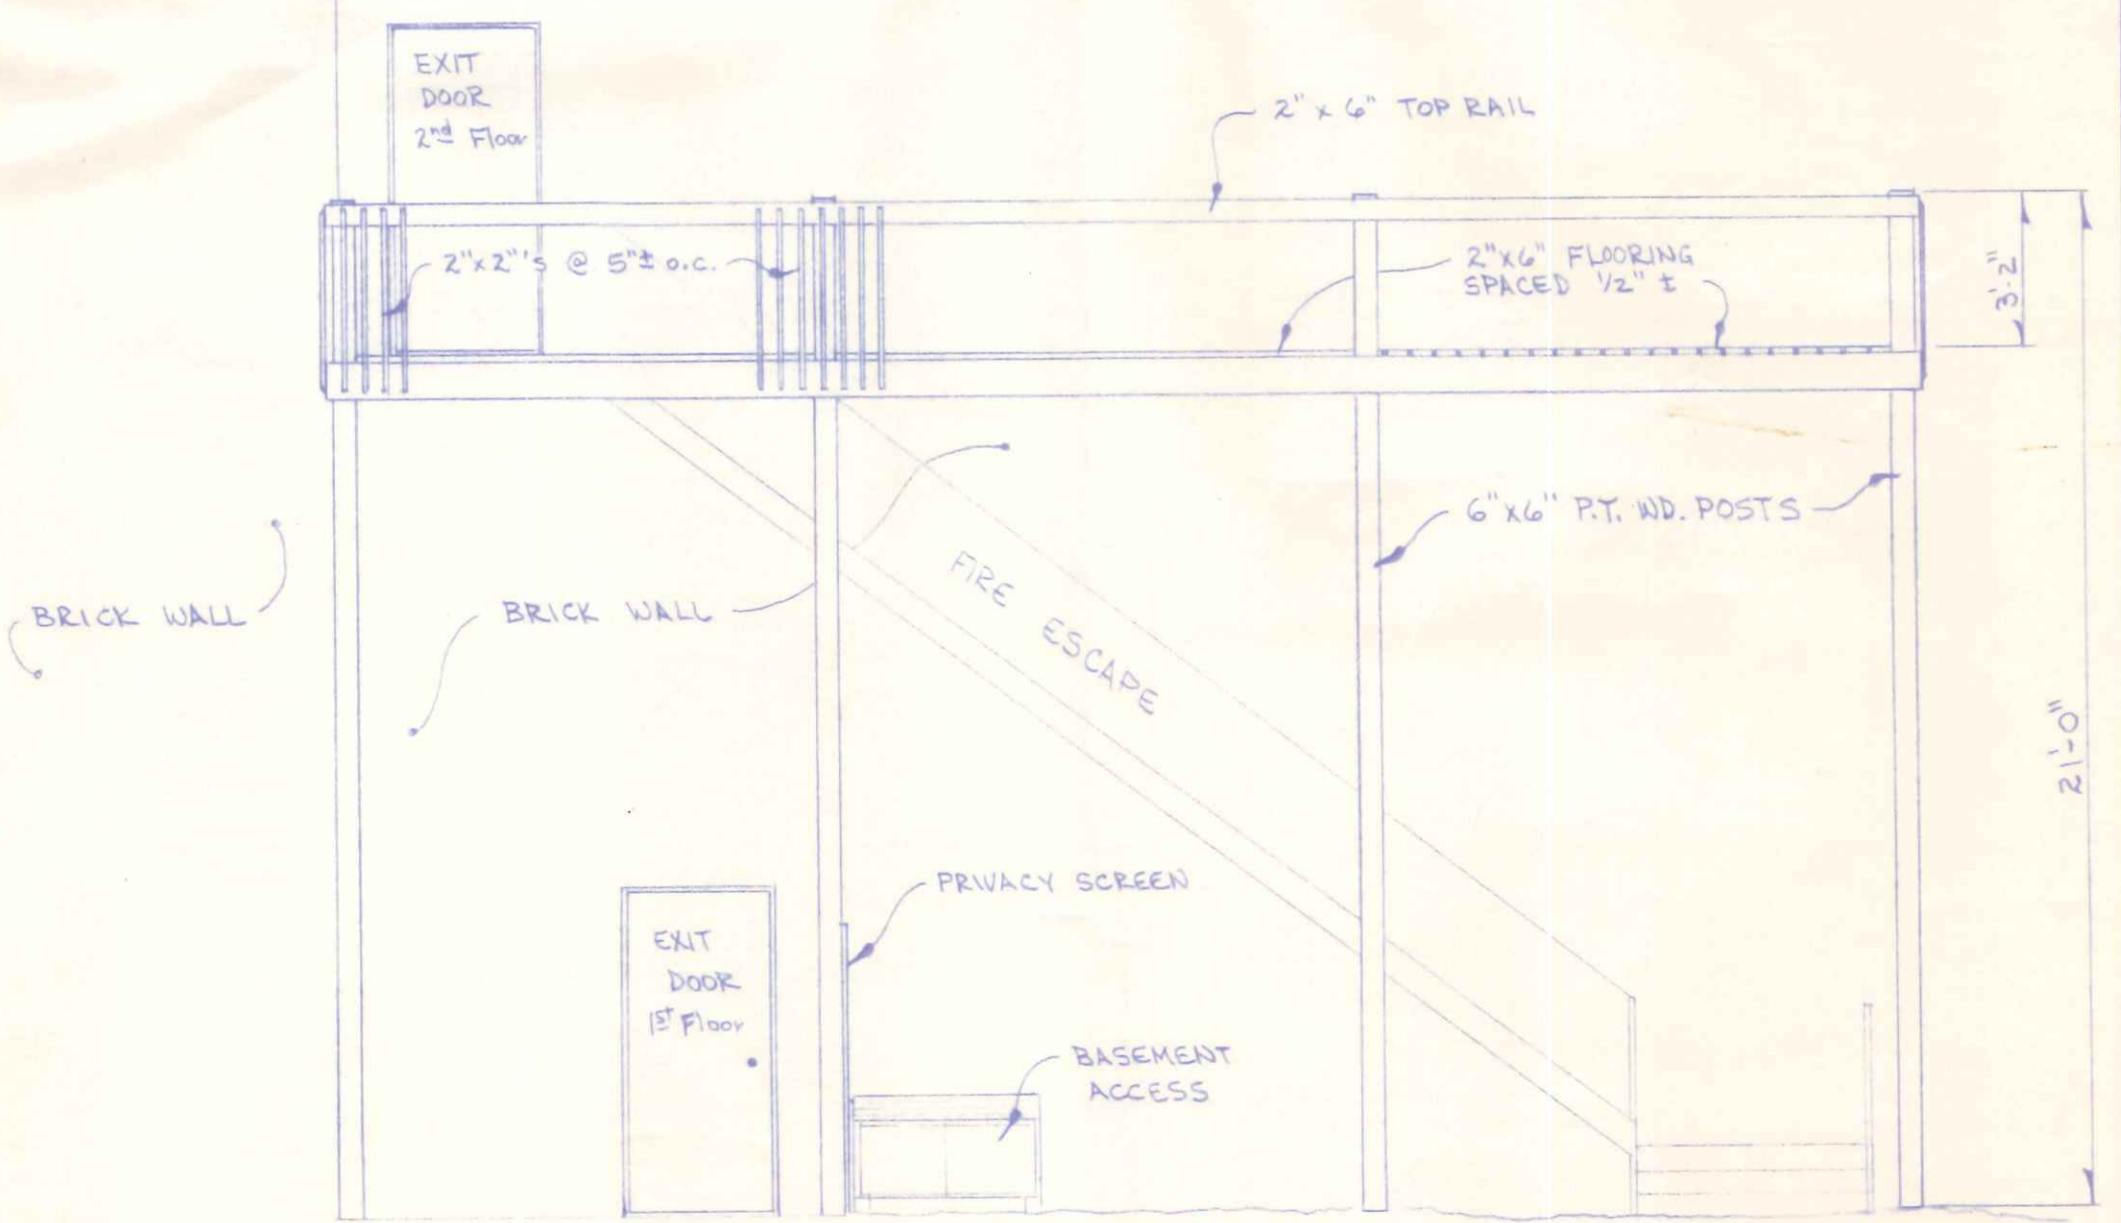 EXIT
DOOR
2nd Floor
2" x 6" TOP RAIL
2"x2"'s @ 5"± o.c.
2"x6" FLOORING
SPACED 1/2" ±
3'-2"
6"x6" P.T. WD. POSTS
BRICK WALL
BRICK WALL
FIRE ESCAPE
21'-0"
PRIVACY SCREEN
EXIT
DOOR
1st Floor
BASEMENT
ACCESS